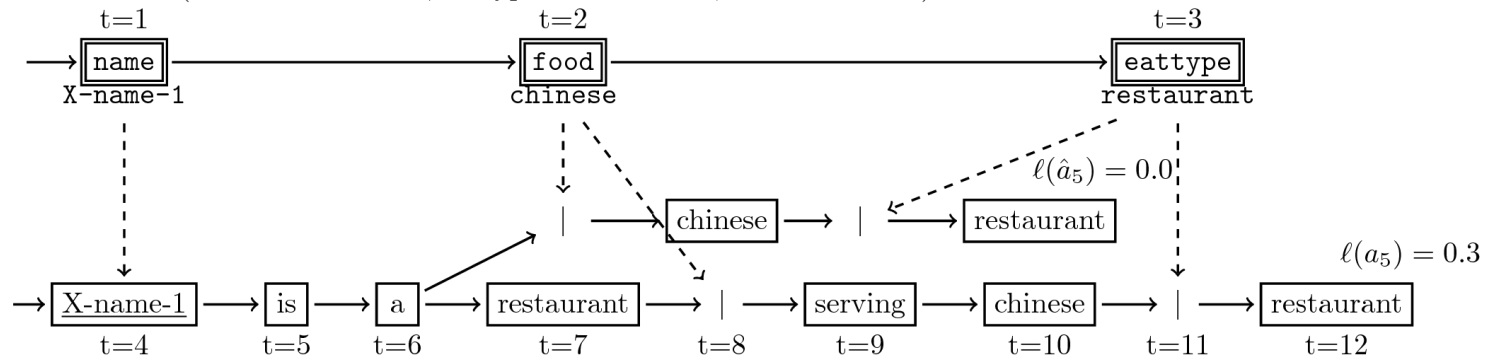 t=1 t=2 t=3
name food eattype
X-name-1 chinese restaurant
ℓ(â₅) = 0.0
| chinese | restaurant
ℓ(a₅) = 0.3
X-name-1 is a restaurant | serving chinese | restaurant
t=4 t=5 t=6 t=7 t=8 t=9 t=10 t=11 t=12